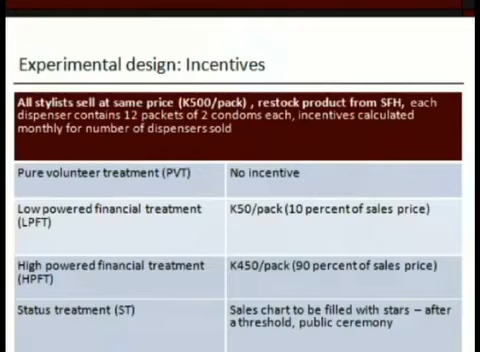 Experimental design: Incentives
All stylists sell at same price (K500/pack) , restock product from SFH, each
dispenser contains 12 packets of 2 condoms each, incentives calculated
monthly for number of dispensers sold
Pure volunteer treatment (PVT)
No incentive
Low powered financial treatment
(LPFT)
K50/pack (10 percent of sales price)
High powered financial treatment
(HPFT)
K450/pack (90 percent of sales price)
Status treatment (ST)
Sales chart to be filled with stars – after
a threshold, public ceremony